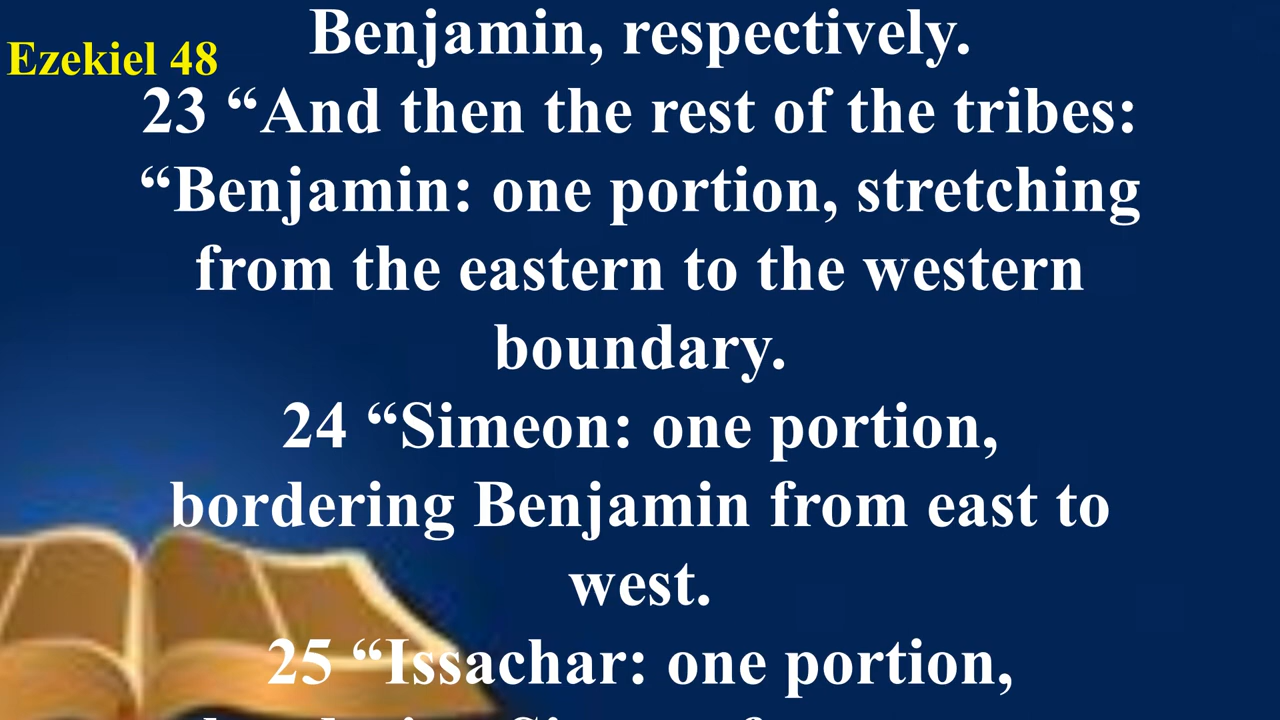 Ezekiel 48
Benjamin, respectively.
23 “And then the rest of the tribes:
“Benjamin: one portion, stretching
from the eastern to the western
boundary.
24 “Simeon: one portion,
bordering Benjamin from east to
west.
25 “Issachar: one portion,